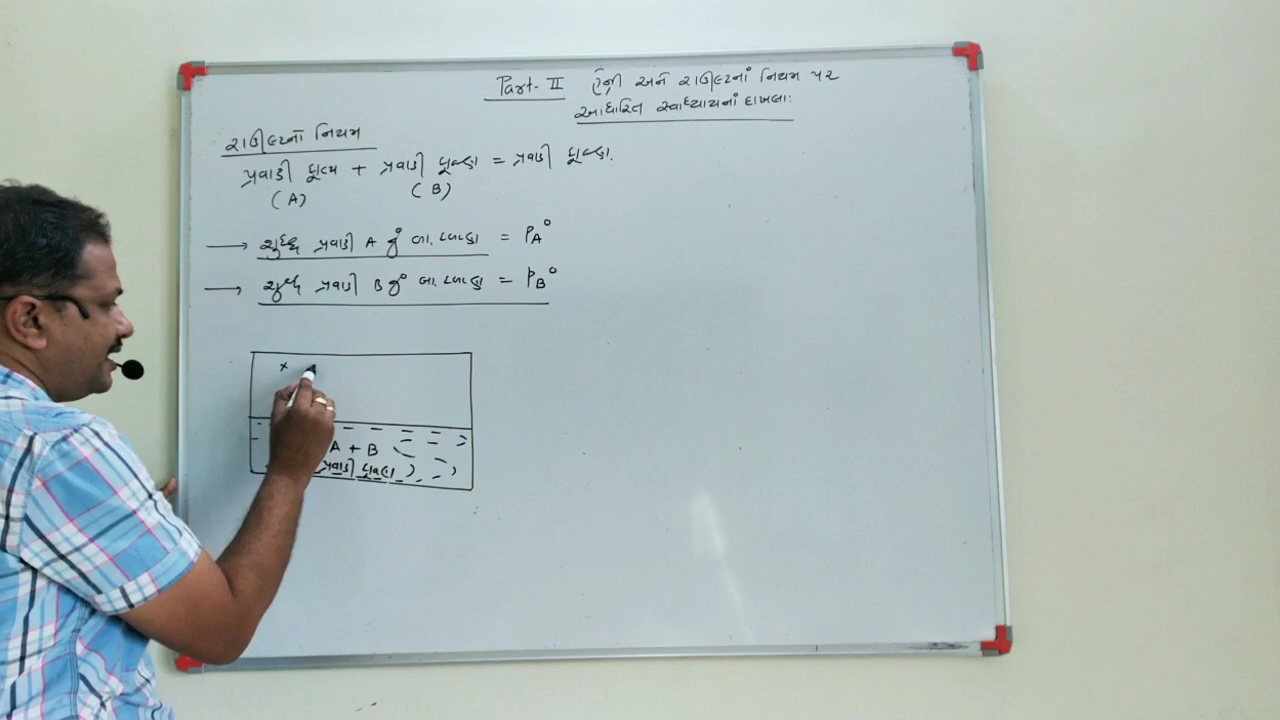 Part- II હેન્રી અને રાઉલ્ટનાં નિયમ પર
આધારિત સ્વાધ્યાયનાં દાખલા:
રાઉલ્ટનો નિયમ
પ્રવાહી દ્રાવ્ય + પ્રવાહી દ્રાવણ = પ્રવાહી દ્રાવણ.
(A) (B)
→ શુદ્ધ પ્રવાહી A નું બા. દબાણ = PA°
→ શુદ્ધ પ્રવાહી B નું બા. દબાણ = PB°
x
A + B
પ્રવાહી દ્રાવણ )